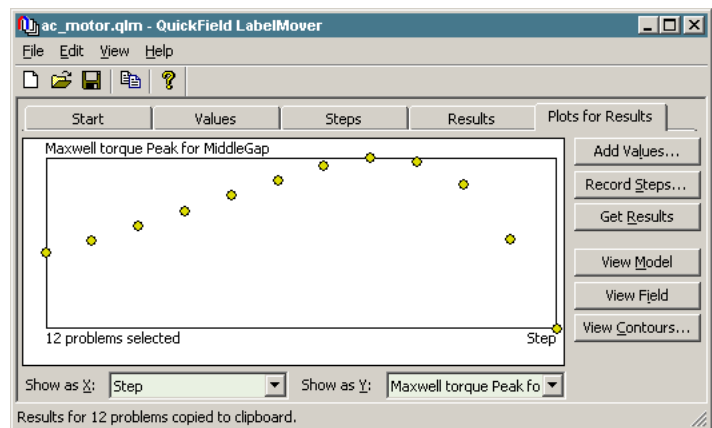 ac_motor.qlm - QuickField LabelMover
File Edit View Help
Start Values Steps Results Plots for Results
Maxwell torque Peak for MiddleGap
Add Values...
Record Steps...
Get Results
View Model
View Field
View Contours...
12 problems selected Step
Show as X: Step Show as Y: Maxwell torque Peak fo
Results for 12 problems copied to clipboard.